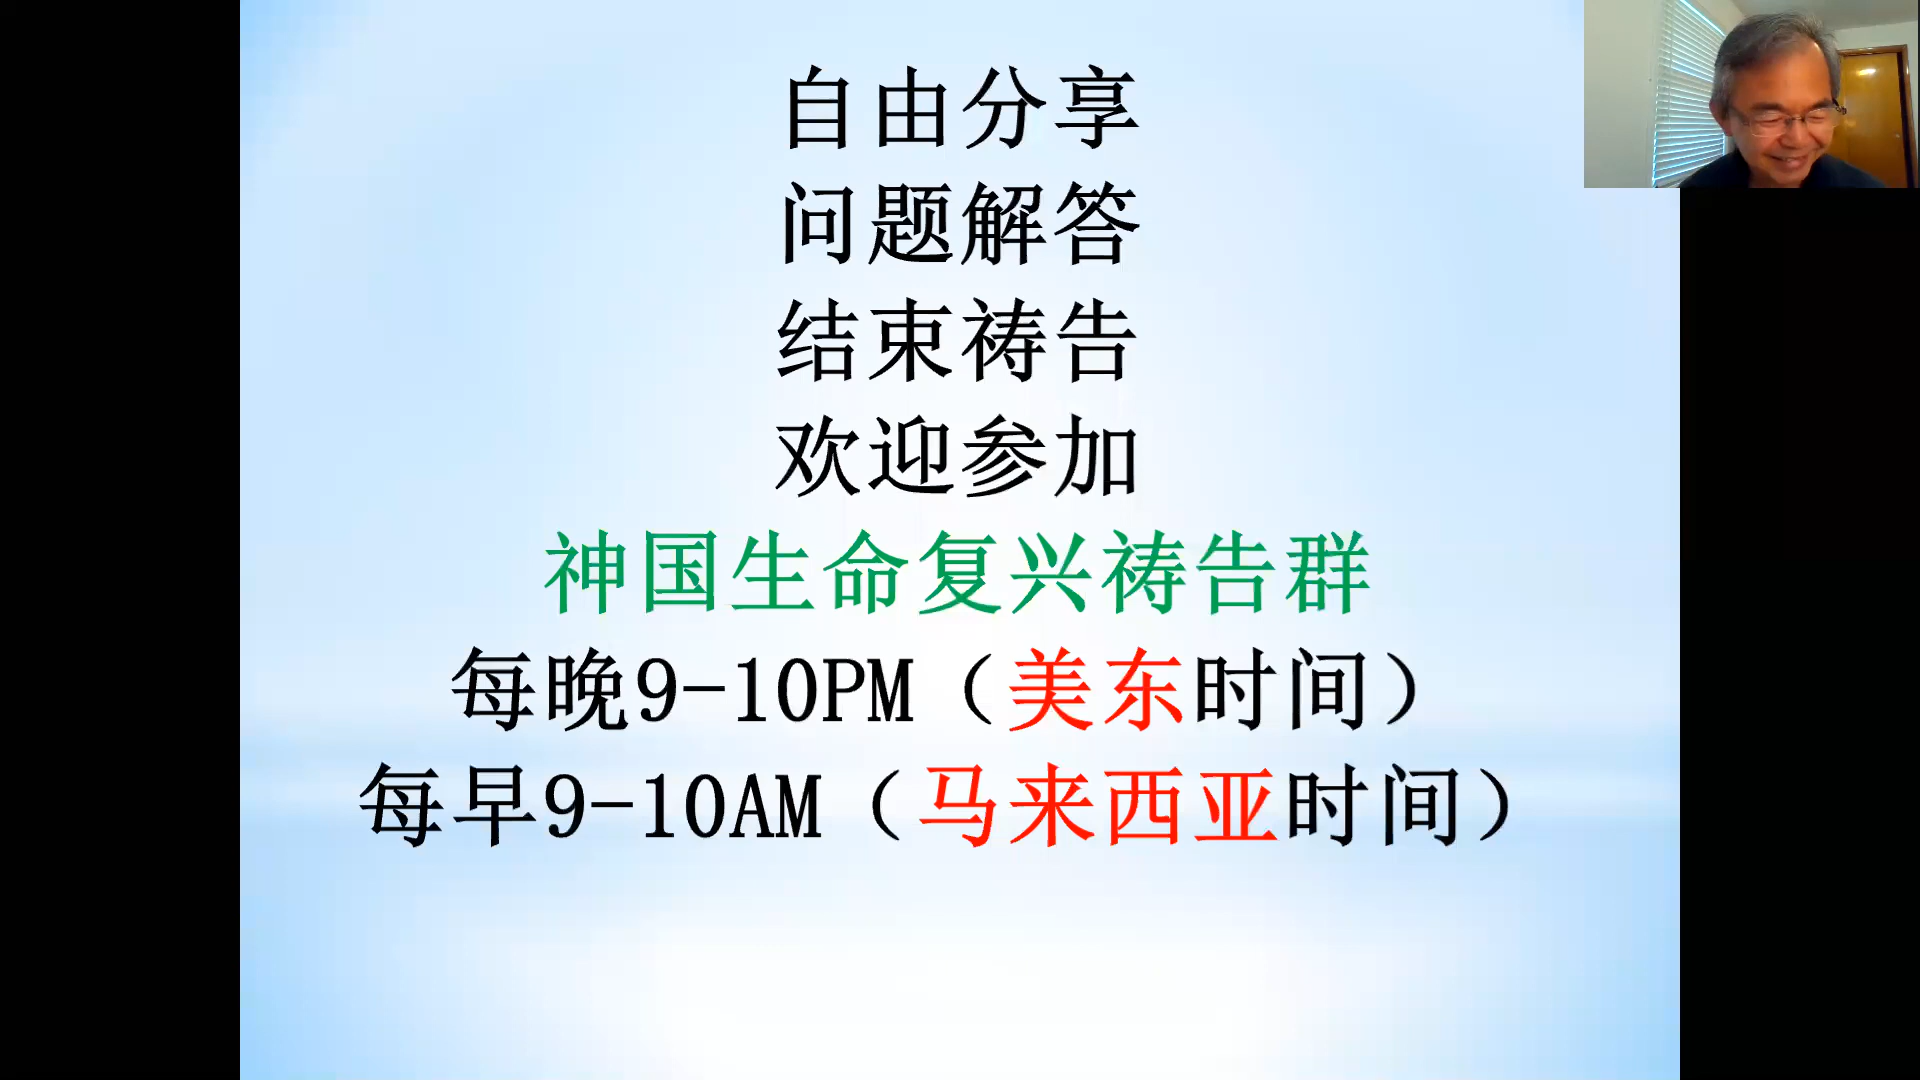 自由分享
问题解答
结束祷告
欢迎参加
神国生命复兴祷告群
每晚9-10PM（美东时间）
每早9-10AM（马来西亚时间）